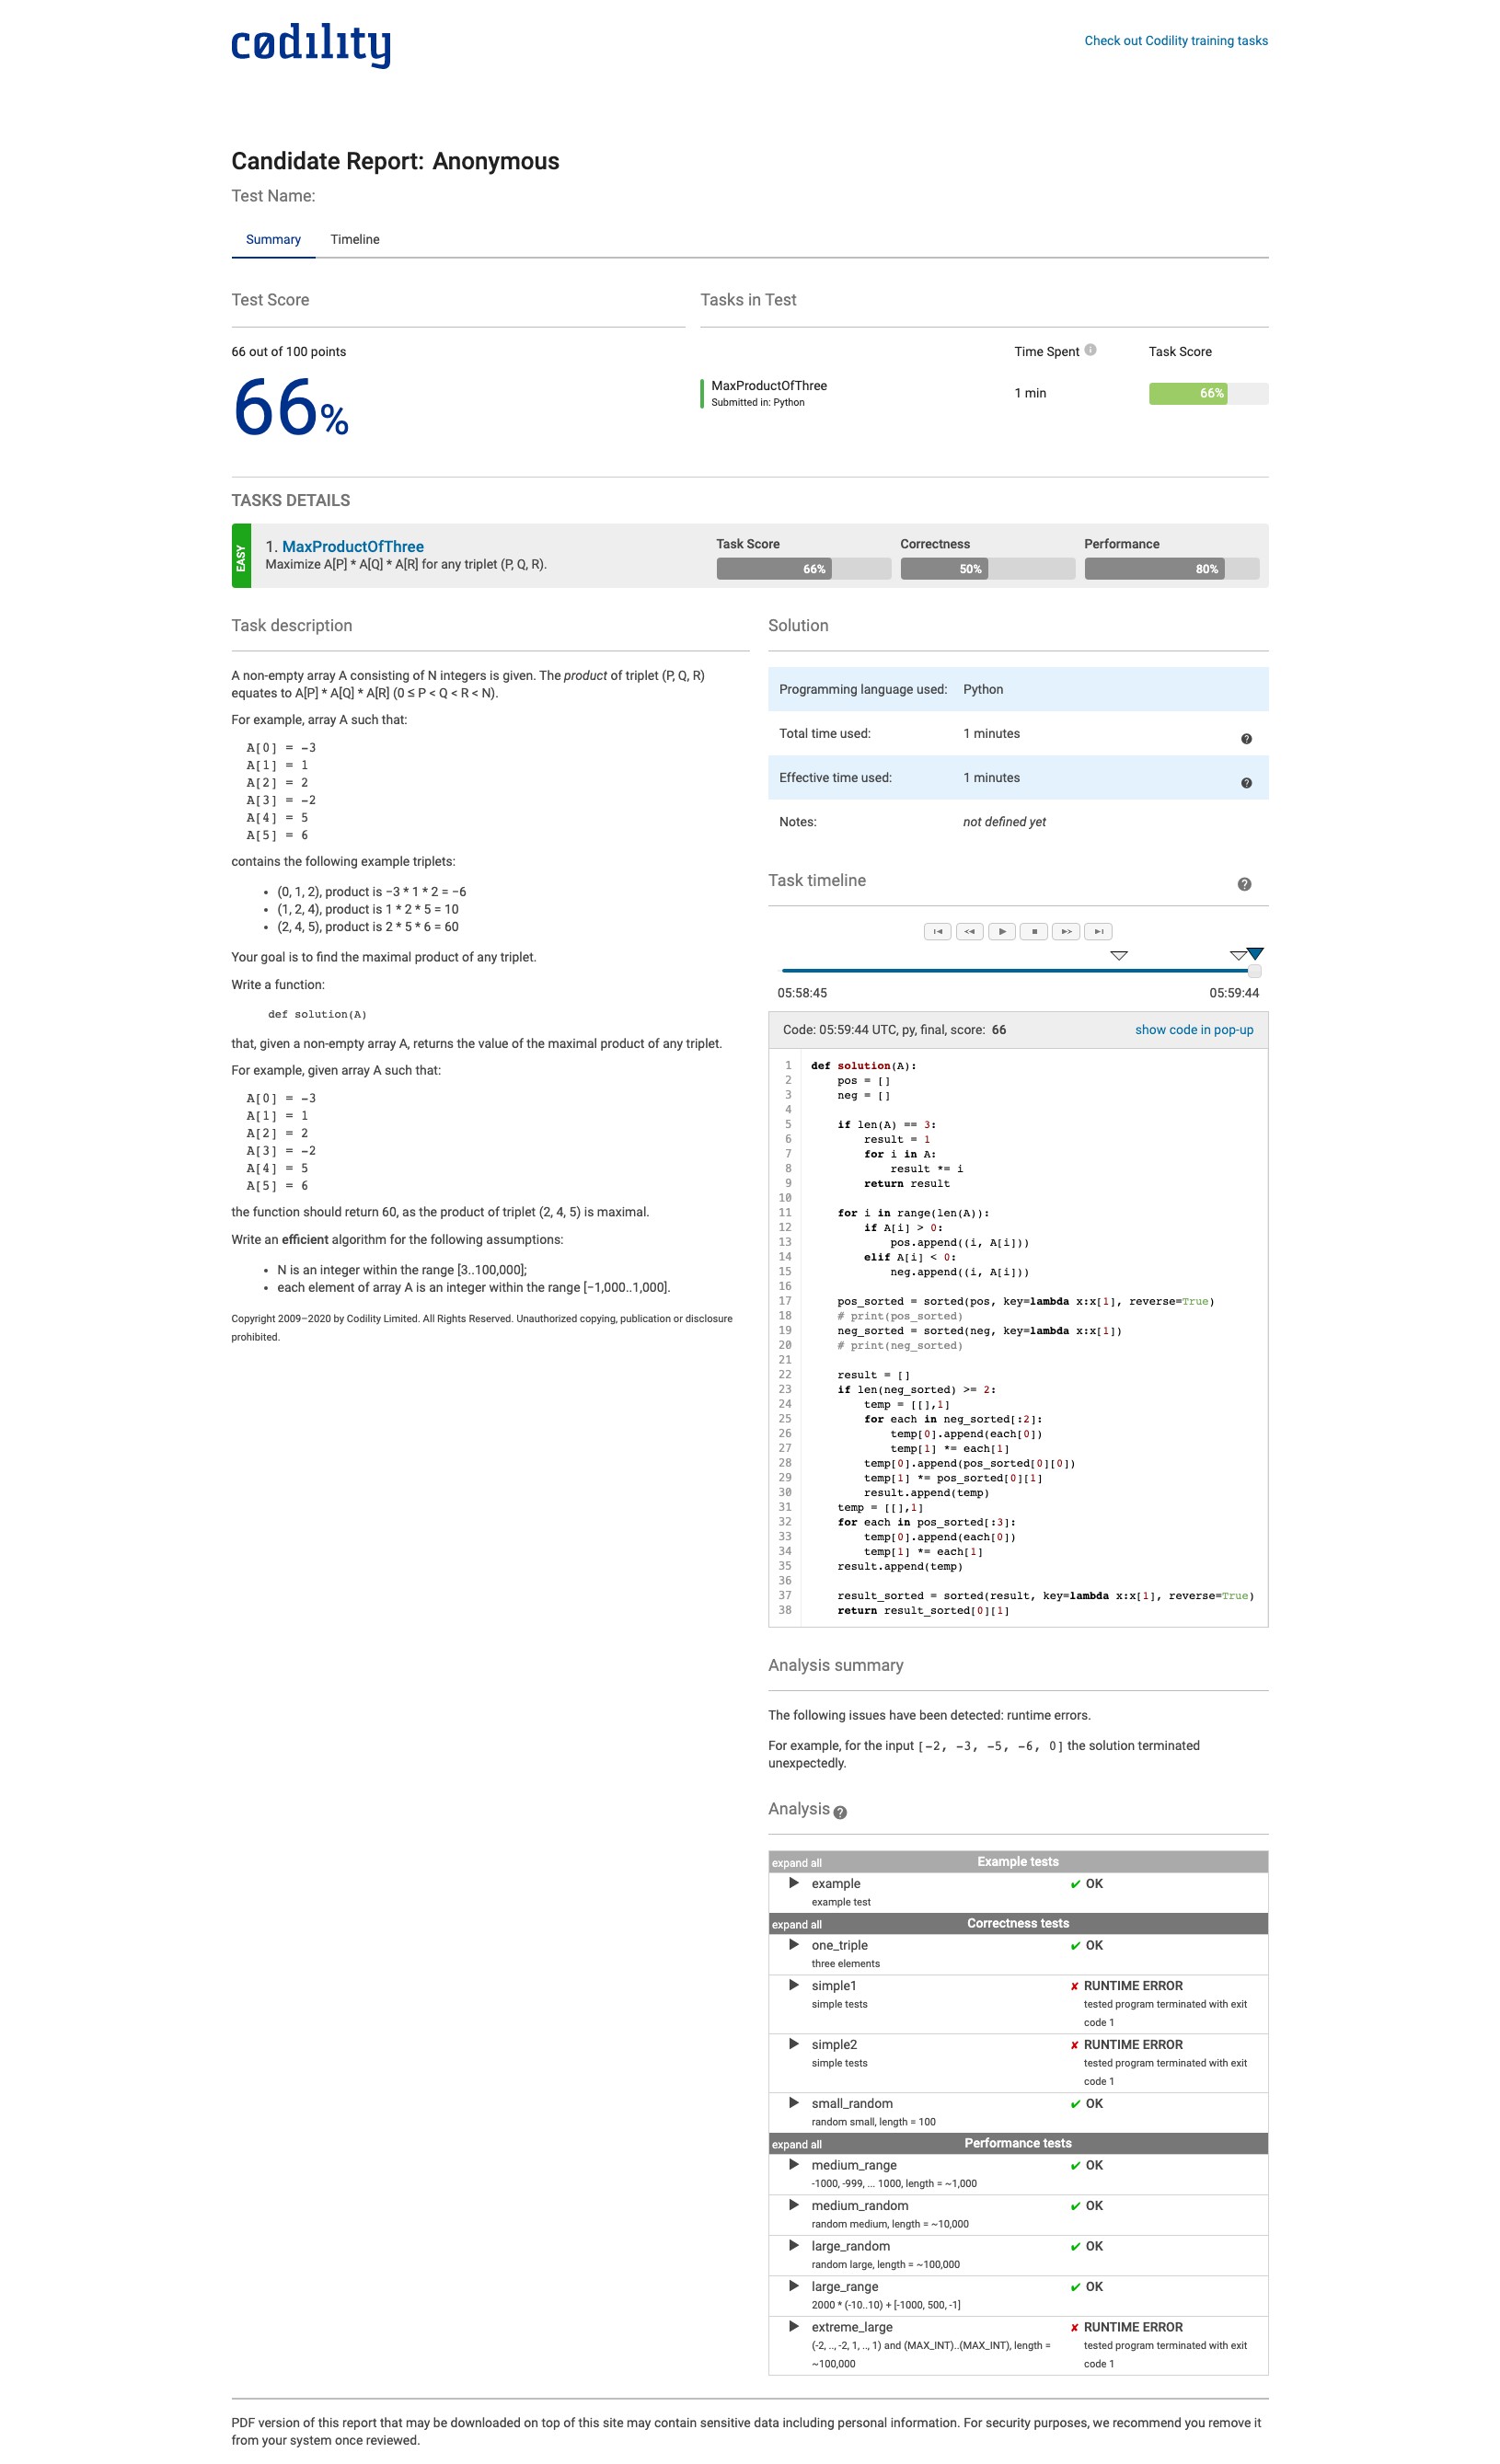 cødility
Check out Codility training tasks
Candidate Report: Anonymous
Test Name:
Summary Timeline
Test Score
66 out of 100 points
66%
Tasks in Test
Time Spent Task Score
MaxProductOfThree
Submitted in: Python
1 min
66%
TASKS DETAILS
EASY
1. MaxProductOfThree
Maximize A[P] * A[Q] * A[R] for any triplet (P, Q, R).
Task Score
66%
Correctness
50%
Performance
80%
Task description
A non-empty array A consisting of N integers is given. The product of triplet (P, Q, R)
equates to A[P] * A[Q] * A[R] (0 ≤ P < Q < R < N).
For example, array A such that:
A[0] = -3
A[1] = 1
A[2] = 2
A[3] = -2
A[4] = 5
A[5] = 6
contains the following example triplets:
• (0, 1, 2), product is −3 * 1 * 2 = −6
• (1, 2, 4), product is 1 * 2 * 5 = 10
• (2, 4, 5), product is 2 * 5 * 6 = 60
Your goal is to find the maximal product of any triplet.
Write a function:
def solution(A)
that, given a non-empty array A, returns the value of the maximal product of any triplet.
For example, given array A such that:
A[0] = -3
A[1] = 1
A[2] = 2
A[3] = -2
A[4] = 5
A[5] = 6
the function should return 60, as the product of triplet (2, 4, 5) is maximal.
Write an efficient algorithm for the following assumptions:
• N is an integer within the range [3..100,000];
• each element of array A is an integer within the range [−1,000..1,000].
Copyright 2009–2020 by Codility Limited. All Rights Reserved. Unauthorized copying, publication or disclosure
prohibited.
Solution
Programming language used: Python
Total time used: 1 minutes
Effective time used: 1 minutes
Notes: not defined yet
Task timeline
05:58:45 05:59:44
Code: 05:59:44 UTC, py, final, score: 66 show code in pop-up
1 def solution(A):
2     pos = []
3     neg = []
4
5     if len(A) == 3:
6         result = 1
7         for i in A:
8             result *= i
9         return result
10
11     for i in range(len(A)):
12         if A[i] > 0:
13             pos.append((i, A[i]))
14         elif A[i] < 0:
15             neg.append((i, A[i]))
16
17     pos_sorted = sorted(pos, key=lambda x:x[1], reverse=True)
18     # print(pos_sorted)
19     neg_sorted = sorted(neg, key=lambda x:x[1])
20     # print(neg_sorted)
21
22     result = []
23     if len(neg_sorted) >= 2:
24         temp = [[],1]
25         for each in neg_sorted[:2]:
26             temp[0].append(each[0])
27             temp[1] *= each[1]
28         temp[0].append(pos_sorted[0][0])
29         temp[1] *= pos_sorted[0][1]
30         result.append(temp)
31     temp = [[],1]
32     for each in pos_sorted[:3]:
33         temp[0].append(each[0])
34         temp[1] *= each[1]
35     result.append(temp)
36
37     result_sorted = sorted(result, key=lambda x:x[1], reverse=True)
38     return result_sorted[0][1]
Analysis summary
The following issues have been detected: runtime errors.
For example, for the input [-2, -3, -5, -6, 0] the solution terminated
unexpectedly.
Analysis
expand all Example tests
example ✔ OK
example test
expand all Correctness tests
one_triple ✔ OK
three elements
simple1 ✘ RUNTIME ERROR
simple tests tested program terminated with exit
code 1
simple2 ✘ RUNTIME ERROR
simple tests tested program terminated with exit
code 1
small_random ✔ OK
random small, length = 100
expand all Performance tests
medium_range ✔ OK
-1000, -999, ... 1000, length = ~1,000
medium_random ✔ OK
random medium, length = ~10,000
large_random ✔ OK
random large, length = ~100,000
large_range ✔ OK
2000 * (-10..10) + [-1000, 500, -1]
extreme_large ✘ RUNTIME ERROR
(-2, .., -2, 1, .., 1) and (MAX_INT)..(MAX_INT), length = tested program terminated with exit
~100,000 code 1
PDF version of this report that may be downloaded on top of this site may contain sensitive data including personal information. For security purposes, we recommend you remove it
from your system once reviewed.